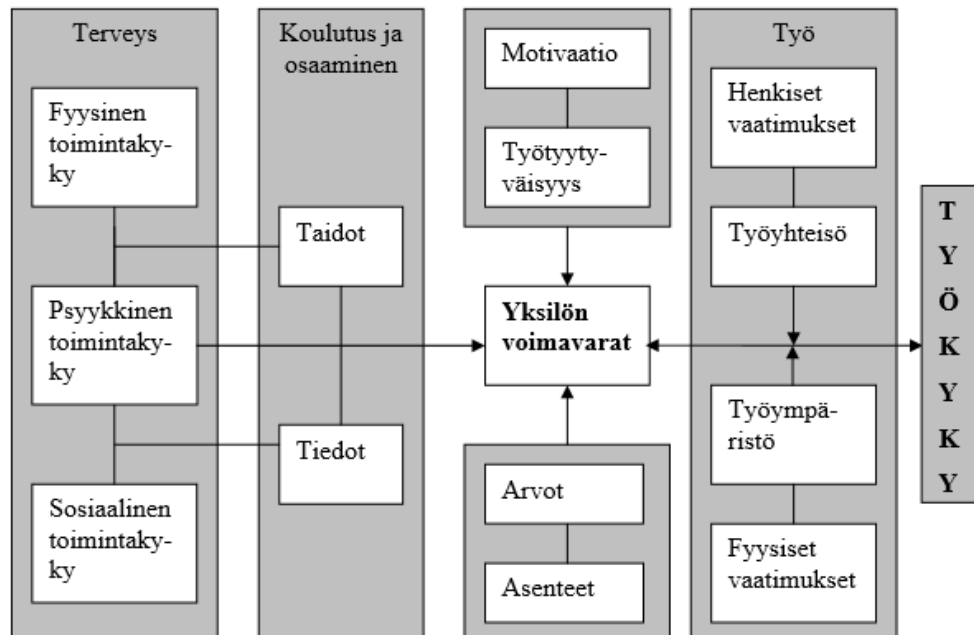 Terveys
Fyysinen
toimintaky-
ky
Psyykkinen
toimintaky-
ky
Sosiaalinen
toimintaky-
ky
Koulutus ja
osaaminen
Taidot
Tiedot
Motivaatio
Työtyyty-
väisyys
Yksilön
voimavarat
Arvot
Asenteet
Työ
Henkiset
vaatimukset
Työyhteisö
Työympä-
ristö
Fyysiset
vaatimukset
T
Y
Ö
K
Y
K
Y